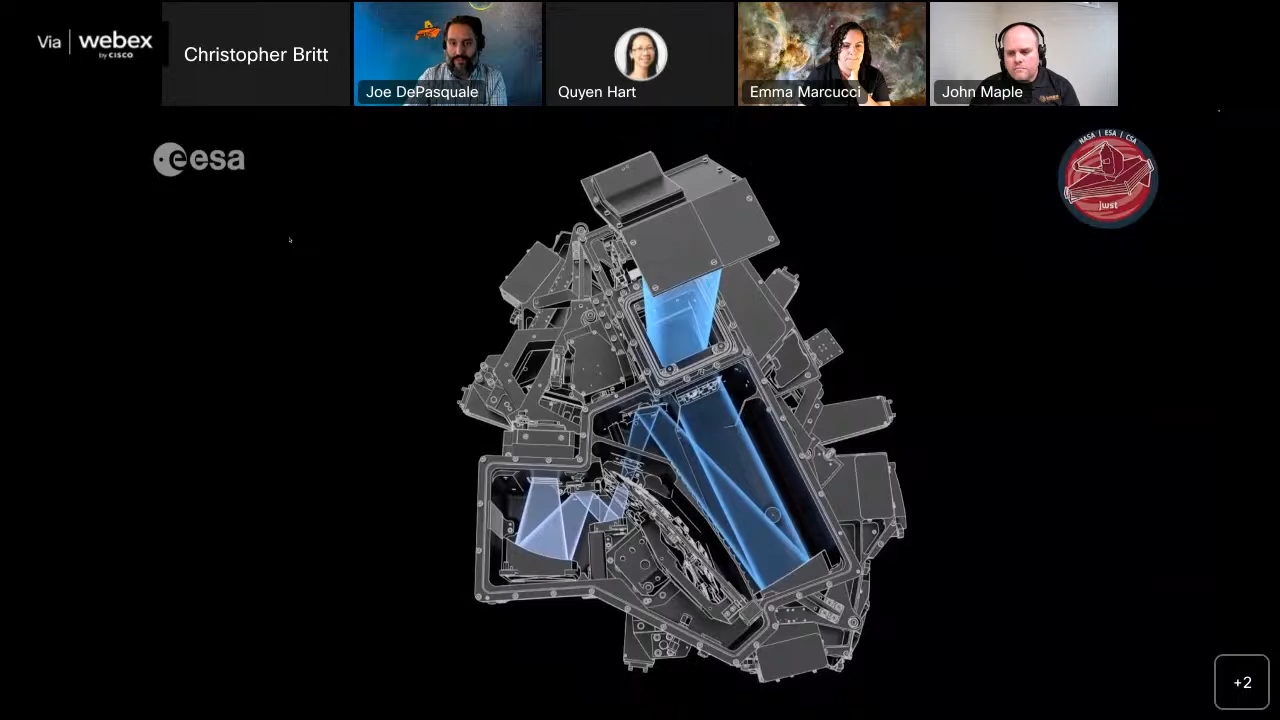 Via webex
by CISCO
Christopher Britt
Joe DePasquale
Quyen Hart
Emma Marcucci
John Maple
esa
NASA | ESA | CSA
jwst
+2